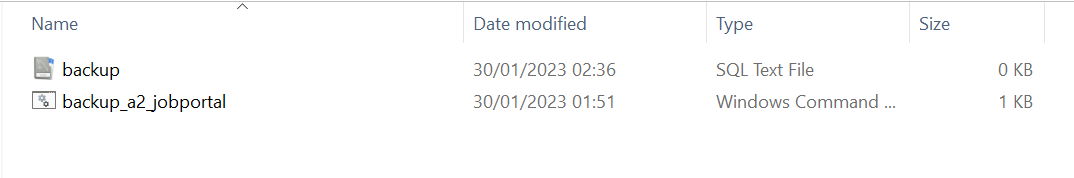 Name Date modified Type Size
backup 30/01/2023 02:36 SQL Text File 0 KB
backup_a2_jobportal 30/01/2023 01:51 Windows Command ... 1 KB